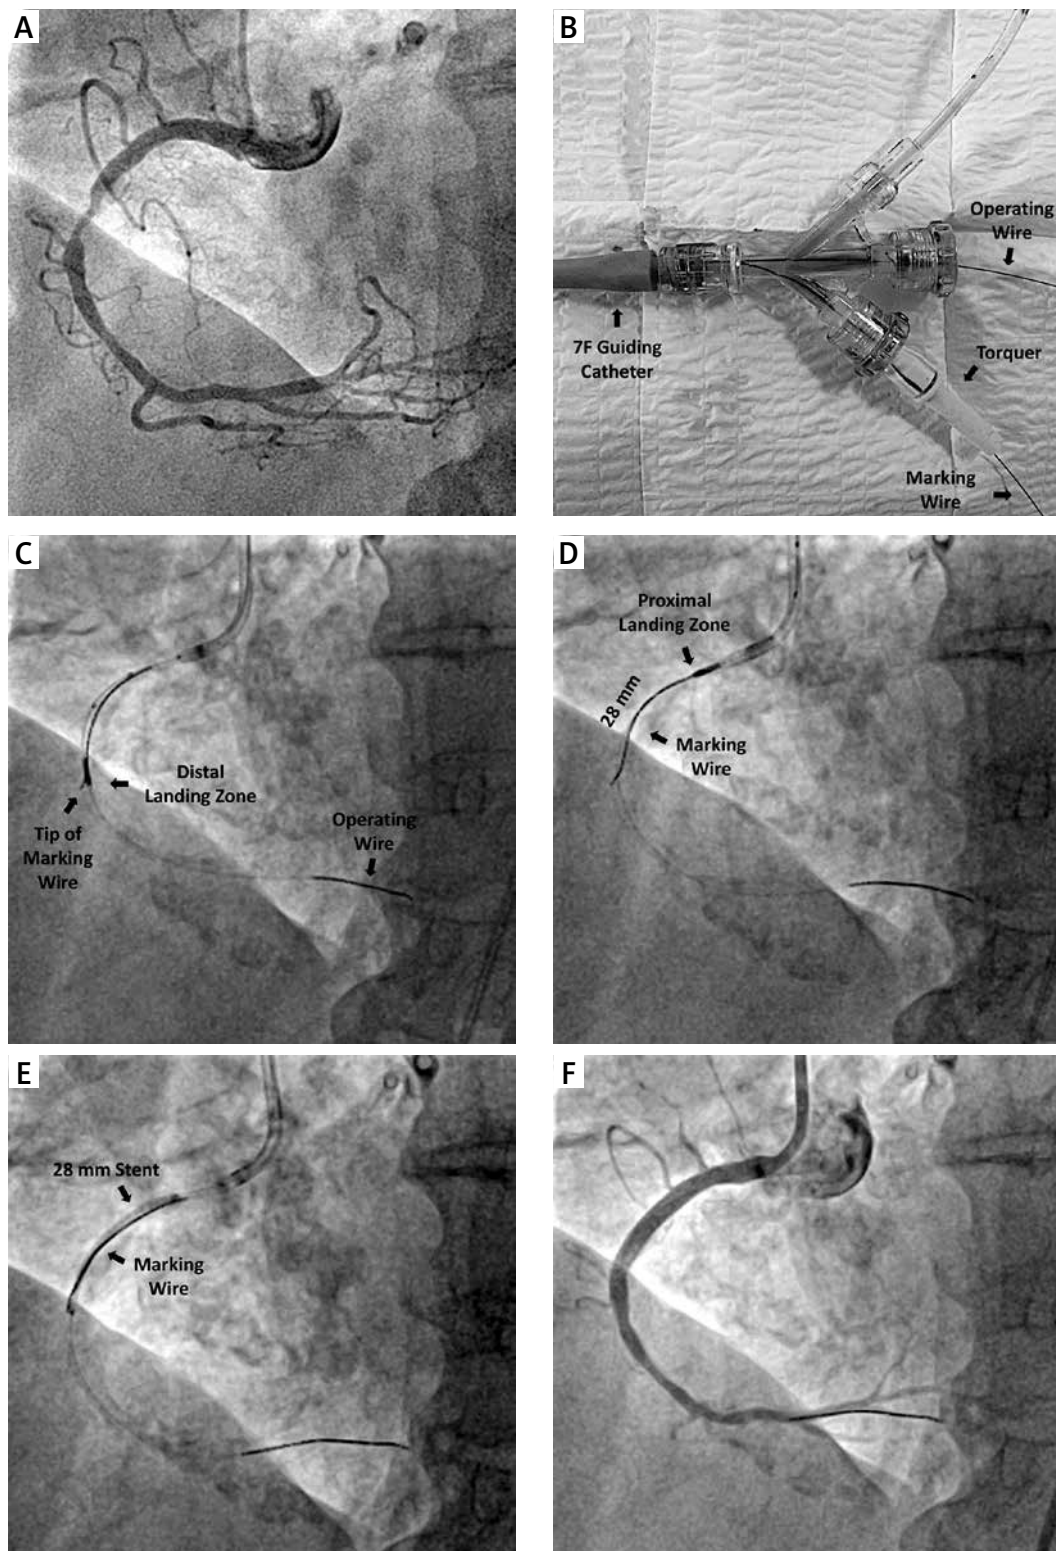 A
B
Operating
Wire
7F Guiding
Catheter
Torquer
Marking
Wire
C
Distal
Landing Zone
Operating
Wire
Tip of
Marking
Wire
D
Proximal
Landing Zone
28 mm
Marking
Wire
E
28 mm Stent
Marking
Wire
F